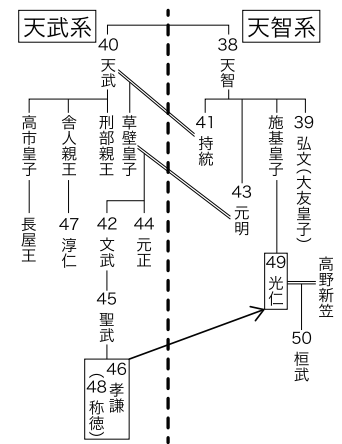 天武系
天智系
40 天武
38 天智
高市皇子
舎人親王
刑部親王
草壁皇子
41 持統
43 元明
施基皇子
39 弘文(大友皇子)
長屋王
47 淳仁
42 文武
44 元正
45 聖武
46 孝謙
(48 称徳)
49 光仁
高野新笠
50 桓武